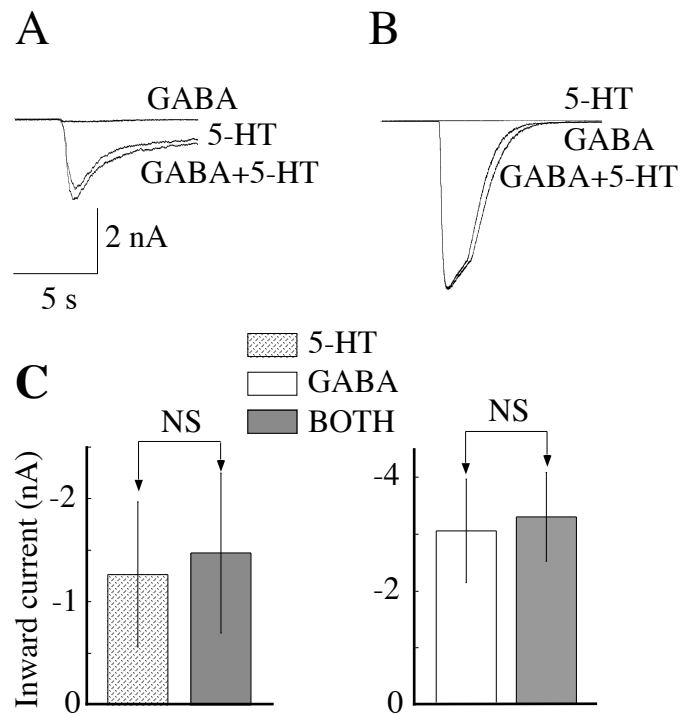 A
GABA
5-HT
GABA+5-HT
2 nA
5 s
B
5-HT
GABA
GABA+5-HT
C
5-HT
GABA
BOTH
NS
Inward current (nA)
-2
-1
0
NS
-4
-2
0